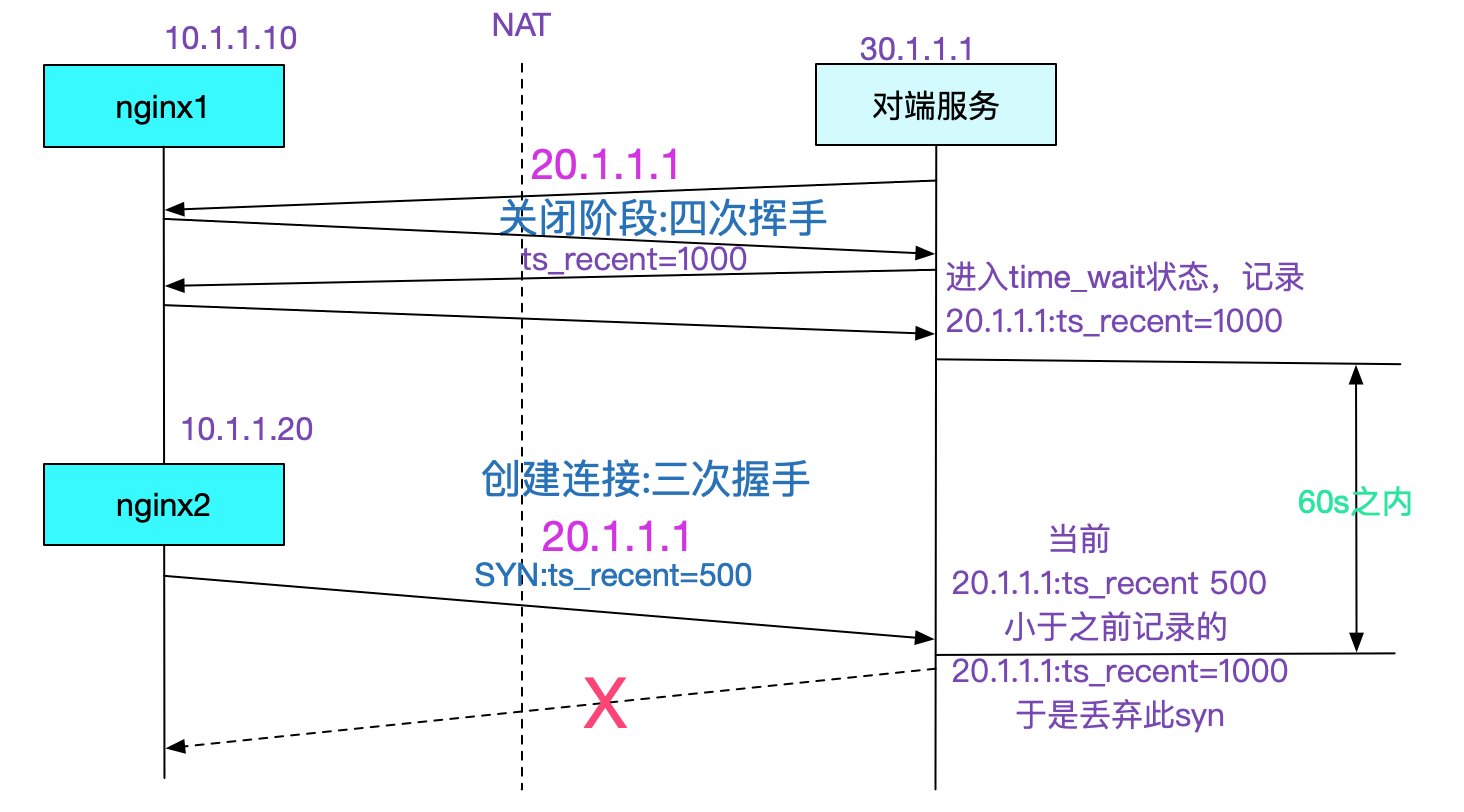 NAT
10.1.1.10
30.1.1.1
nginx1
对端服务
20.1.1.1
关闭阶段:四次挥手
ts_recent=1000
进入time_wait状态，记录
20.1.1.1:ts_recent=1000
10.1.1.20
创建连接:三次握手
nginx2
60s之内
20.1.1.1
当前
SYN:ts_recent=500
20.1.1.1:ts_recent 500
小于之前记录的
20.1.1.1:ts_recent=1000
X
于是丢弃此syn